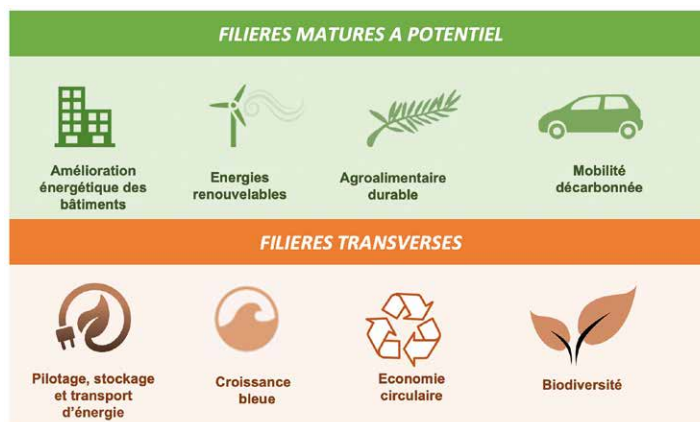 FILIERES MATURES A POTENTIEL
Amélioration
énergétique des
bâtiments
Energies
renouvelables
Agroalimentaire
durable
Mobilité
décarbonnée
FILIERES TRANSVERSES
Pilotage, stockage
et transport
d'énergie
Croissance
bleue
Economie
circulaire
Biodiversité